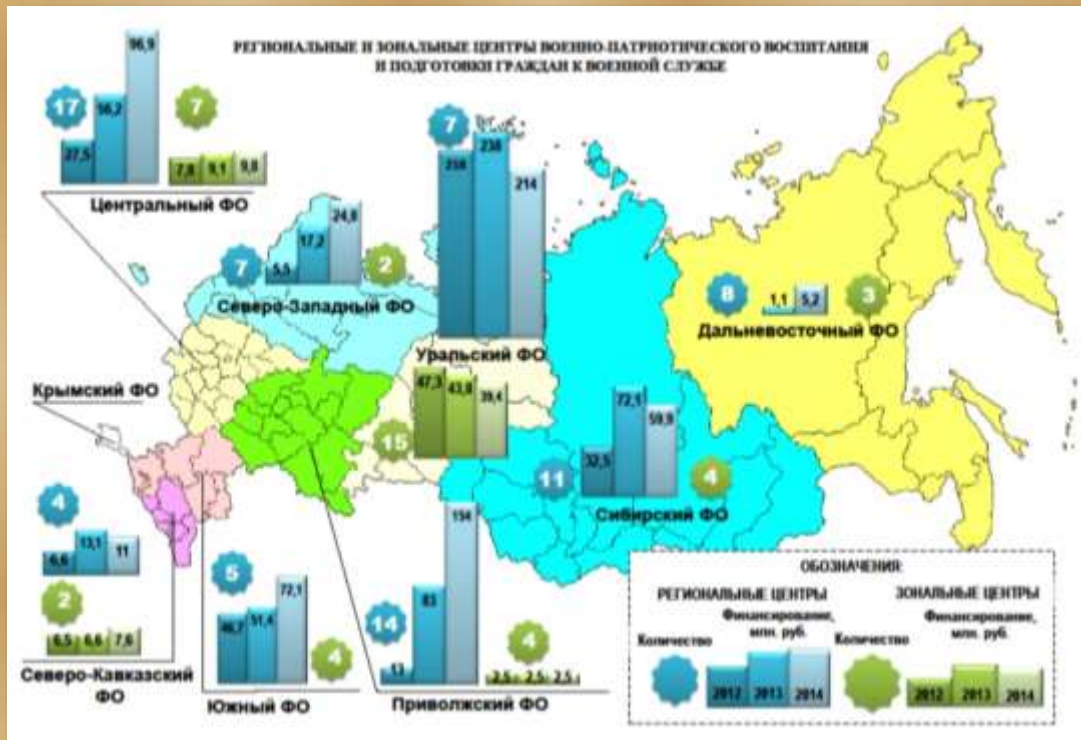 РЕГИОНАЛЬНЫЕ И ЗОНАЛЬНЫЕ ЦЕНТРЫ ВОЕННО-ПАТРИОТИЧЕСКОГО ВОСПИТАНИЯ
И ПОДГОТОВКИ ГРАЖДАН К ВОЕННОЙ СЛУЖБЕ
17
27,5
56,2
96,9
7
7,8
9,1
9,8
Центральный ФО
7
5,5
17,2
24,8
2
Северо-Западный ФО
7
238
214
Уральский ФО
47,3
43,8
39,4
15
8
1,1
5,2
3
Дальневосточный ФО
Крымский ФО
11
32,5
72,1
59,9
4
Сибирский ФО
4
6,6
13,1
11
2
6,5
6,6
7,6
Северо-Кавказский
ФО
5
51,4
72,1
4
Южный ФО
14
13
83
4
2,5
2,5
2,5
Приволжский ФО
ОБОЗНАЧЕНИЯ:
РЕГИОНАЛЬНЫЕ ЦЕНТРЫ
Количество
Финансирование,
млн. руб.
2012
2013
2014
ЗОНАЛЬНЫЕ ЦЕНТРЫ
Количество
Финансирование,
млн. руб.
2012
2013
2014